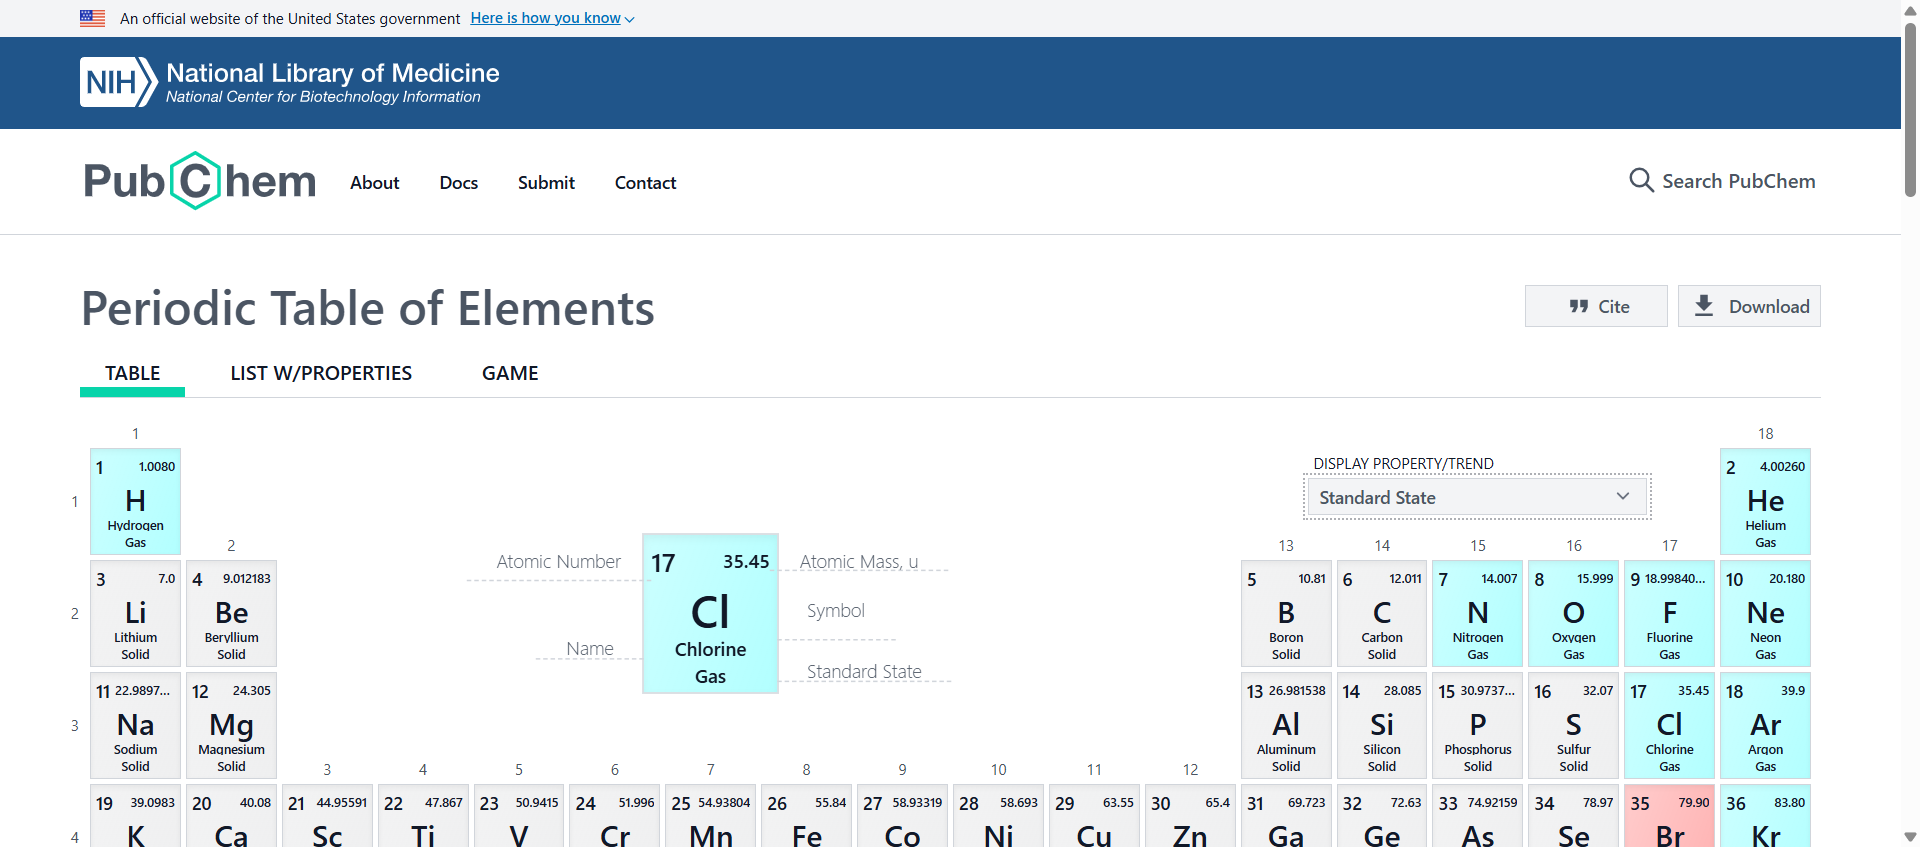 An official website of the United States government Here is how you know
NIH National Library of Medicine
National Center for Biotechnology Information
PubChem About Docs Submit Contact Search PubChem
Periodic Table of Elements Cite Download
TABLE LIST W/PROPERTIES GAME
1 18
DISPLAY PROPERTY/TREND
Standard State
1
1 1.0080
H
Hydrogen
Gas
2 4.00260
He
Helium
Gas
2 13 14 15 16 17
Atomic Number
Name
17 35.45
Cl
Chlorine
Gas
Atomic Mass, u
Symbol
Standard State
2
3 7.0
Li
Lithium
Solid
4 9.012183
Be
Beryllium
Solid
5 10.81
B
Boron
Solid
6 12.011
C
Carbon
Solid
7 14.007
N
Nitrogen
Gas
8 15.999
O
Oxygen
Gas
9 18.99840...
F
Fluorine
Gas
10 20.180
Ne
Neon
Gas
3
11 22.9897...
Na
Sodium
Solid
12 24.305
Mg
Magnesium
Solid
13 26.981538
Al
Aluminum
Solid
14 28.085
Si
Silicon
Solid
15 30.9737...
P
Phosphorus
Solid
16 32.07
S
Sulfur
Solid
17 35.45
Cl
Chlorine
Gas
18 39.9
Ar
Argon
Gas
3 4 5 6 7 8 9 10 11 12
4
19 39.0983
K
20 40.08
Ca
21 44.95591
Sc
22 47.867
Ti
23 50.9415
V
24 51.996
Cr
25 54.93804
Mn
26 55.84
Fe
27 58.93319
Co
28 58.693
Ni
29 63.55
Cu
30 65.4
Zn
31 69.723
Ga
32 72.63
Ge
33 74.92159
As
34 78.97
Se
35 79.90
Br
36 83.80
Kr